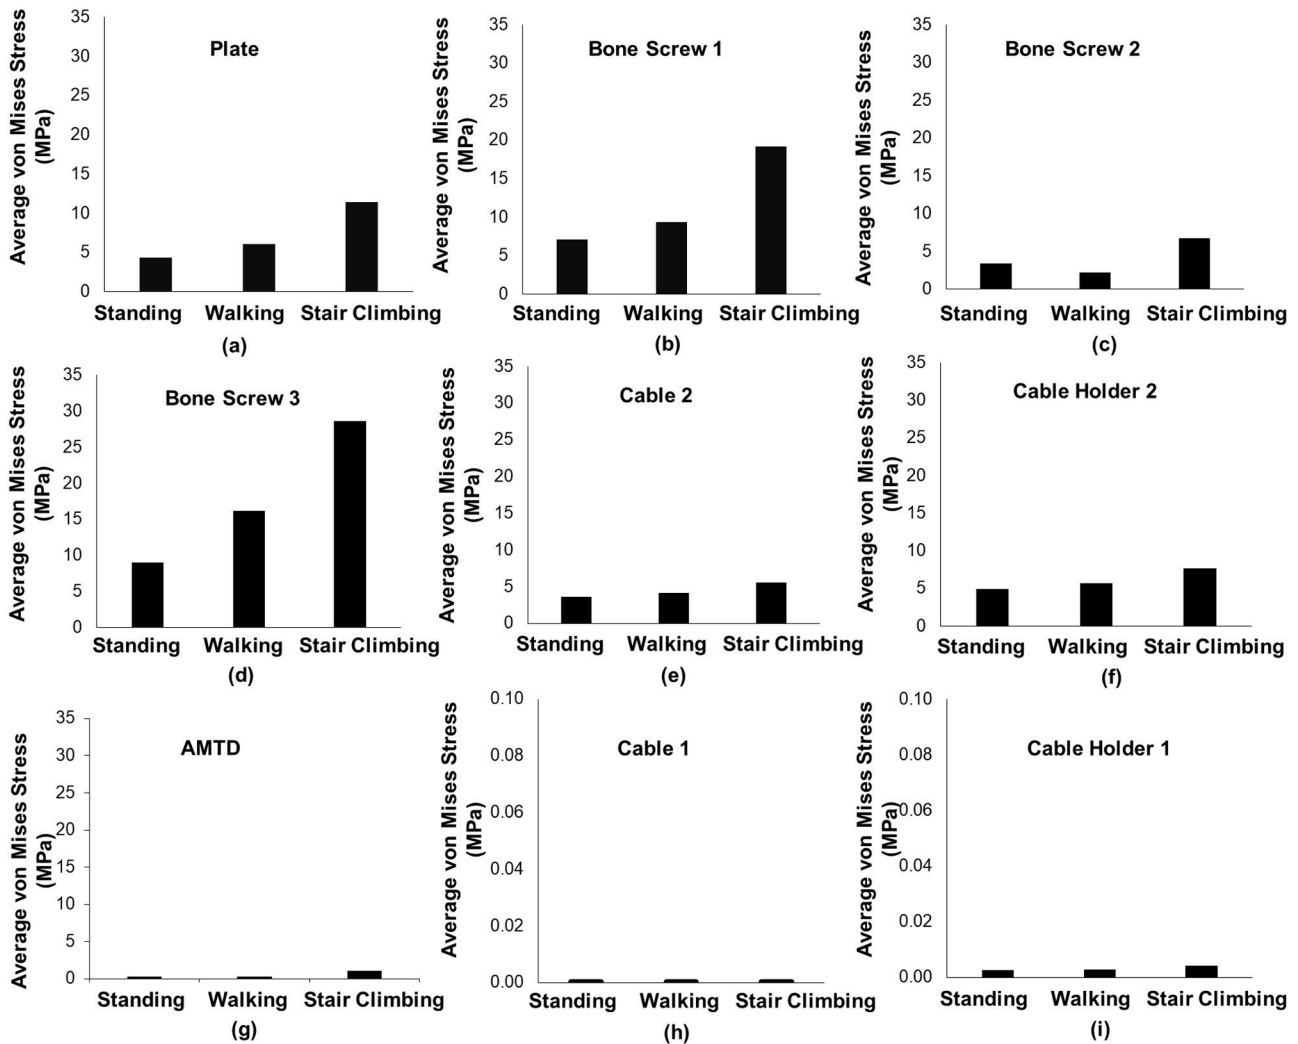 Average von Mises Stress
(MPa)
35
30
25
20
15
10
5
0
Plate
Standing Walking Stair Climbing
(a)
Average von Mises Stress
(MPa)
35
30
25
20
15
10
5
0
Bone Screw 1
Standing Walking Stair Climbing
(b)
Average von Mises Stress
(MPa)
35
30
25
20
15
10
5
0
Bone Screw 2
Standing Walking Stair Climbing
(c)
Average von Mises Stress
(MPa)
35
30
25
20
15
10
5
0
Bone Screw 3
Standing Walking Stair Climbing
(d)
Average von Mises Stress
(MPa)
35
30
25
20
15
10
5
0
Cable 2
Standing Walking Stair Climbing
(e)
Average von Mises Stress
(MPa)
35
30
25
20
15
10
5
0
Cable Holder 2
Standing Walking Stair Climbing
(f)
Average von Mises Stress
(MPa)
35
30
25
20
15
10
5
0
AMTD
Standing Walking Stair Climbing
(g)
Average von Mises Stress
(MPa)
0.10
0.08
0.06
0.04
0.02
0.00
Cable 1
Standing Walking Stair Climbing
(h)
Average von Mises Stress
(MPa)
0.10
0.08
0.06
0.04
0.02
0.00
Cable Holder 1
Standing Walking Stair Climbing
(i)